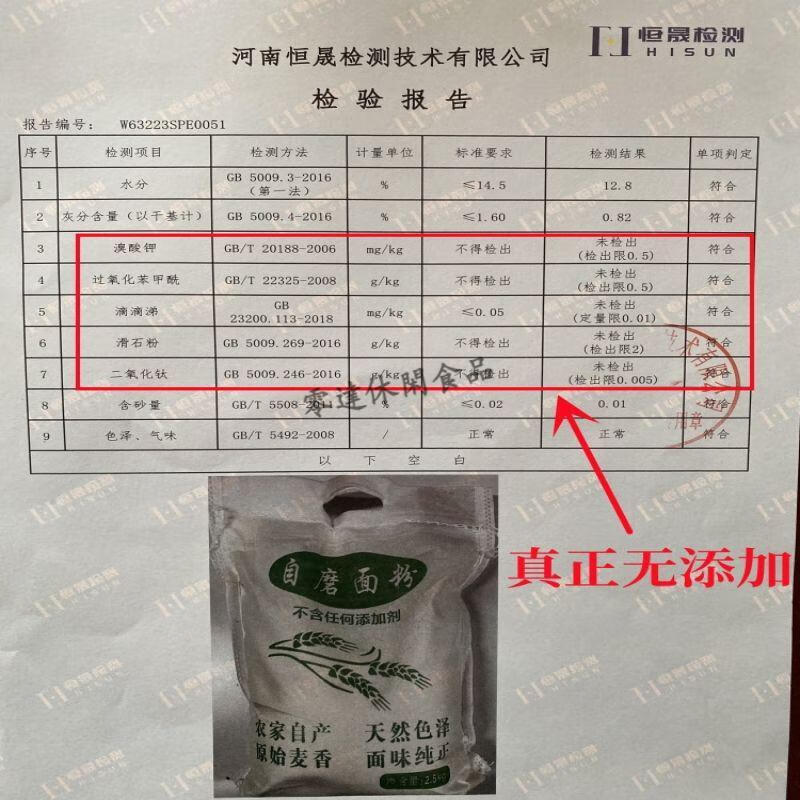 恒晟检测
HISUN
河南恒晟检测技术有限公司
检 验 报 告
报告编号： W63223SPE0051
序号 检测项目 检测方法 计量单位 标准要求 检测结果 单项判定
1 水分 GB 5009.3-2016（第一法） % ≤14.5 12.8 符合
2 灰分含量（以干基计） GB 5009.4-2016 % ≤1.60 0.82 符合
3 溴酸钾 GB/T 20188-2006 mg/kg 不得检出 未检出（检出限0.5） 符合
4 过氧化苯甲酰 GB/T 22325-2008 g/kg 不得检出 未检出（检出限0.5） 符合
5 滴滴涕 GB 23200.113-2018 mg/kg ≤0.05 未检出（定量限0.01） 符合
6 滑石粉 GB 5009.269-2016 g/kg 不得检出 未检出（检出限2） 符合
7 二氧化钛 GB 5009.246-2016 g/kg 不得检出 未检出（检出限0.005） 符合
零達休閑食品
8 含砂量 GB/T 5508-2011 % ≤0.02 0.01 符合
9 色泽、气味 GB/T 5492-2008 / 正常 正常 符合
以 下 空 白
真正无添加
自磨面粉
不含任何添加剂
农家自产 天然色泽
原始麦香 面味纯正
净含量：2.5kg